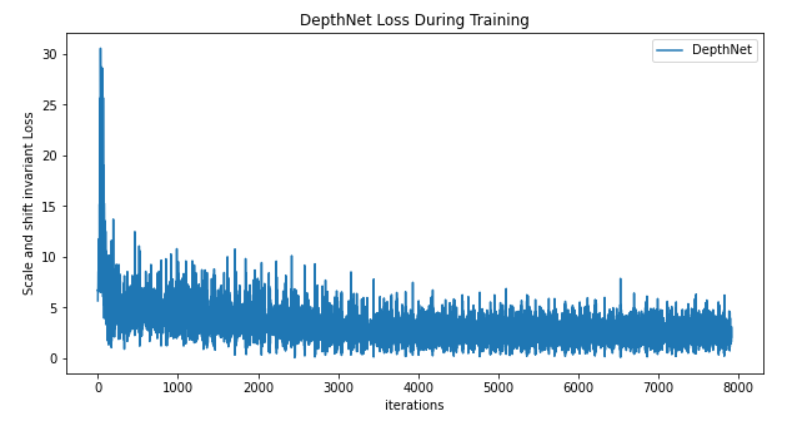 DepthNet Loss During Training
DepthNet
Scale and shift invariant Loss
30
25
20
15
10
5
0
0 1000 2000 3000 4000 5000 6000 7000 8000
iterations